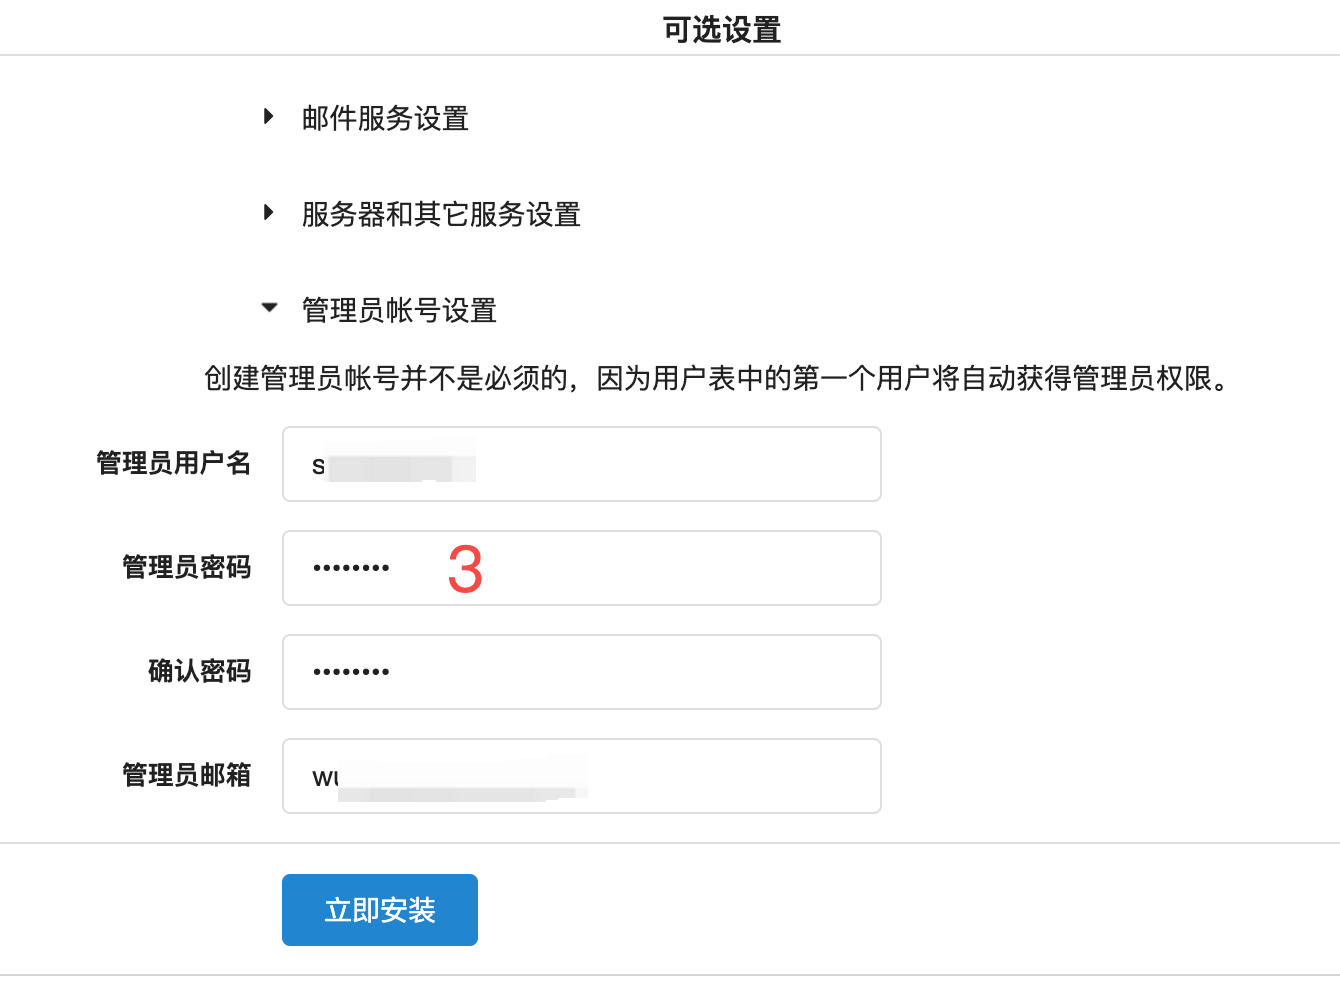 可选设置
邮件服务设置
服务器和其它服务设置
管理员帐号设置
创建管理员帐号并不是必须的，因为用户表中的第一个用户将自动获得管理员权限。
管理员用户名 s
管理员密码 •••••••• 3
确认密码 ••••••••
管理员邮箱 wu
立即安装